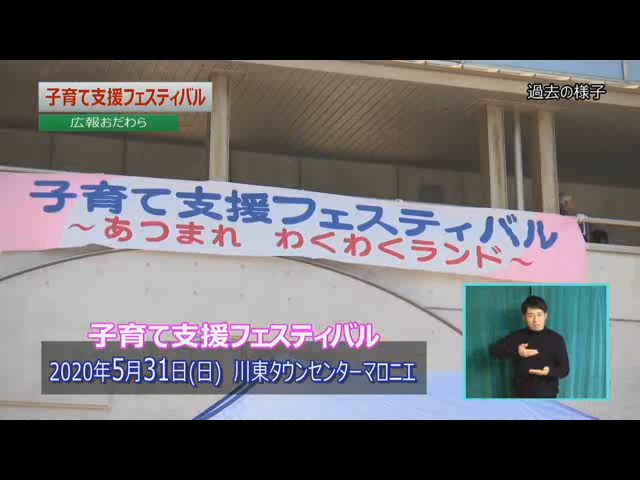 子育て支援フェスティバル
広報おだわら
過去の様子
子育て支援フェスティバル
～あつまれ　わくわくランド～
子育て支援フェスティバル
2020年5月31日(日)　川東タウンセンターマロニエ